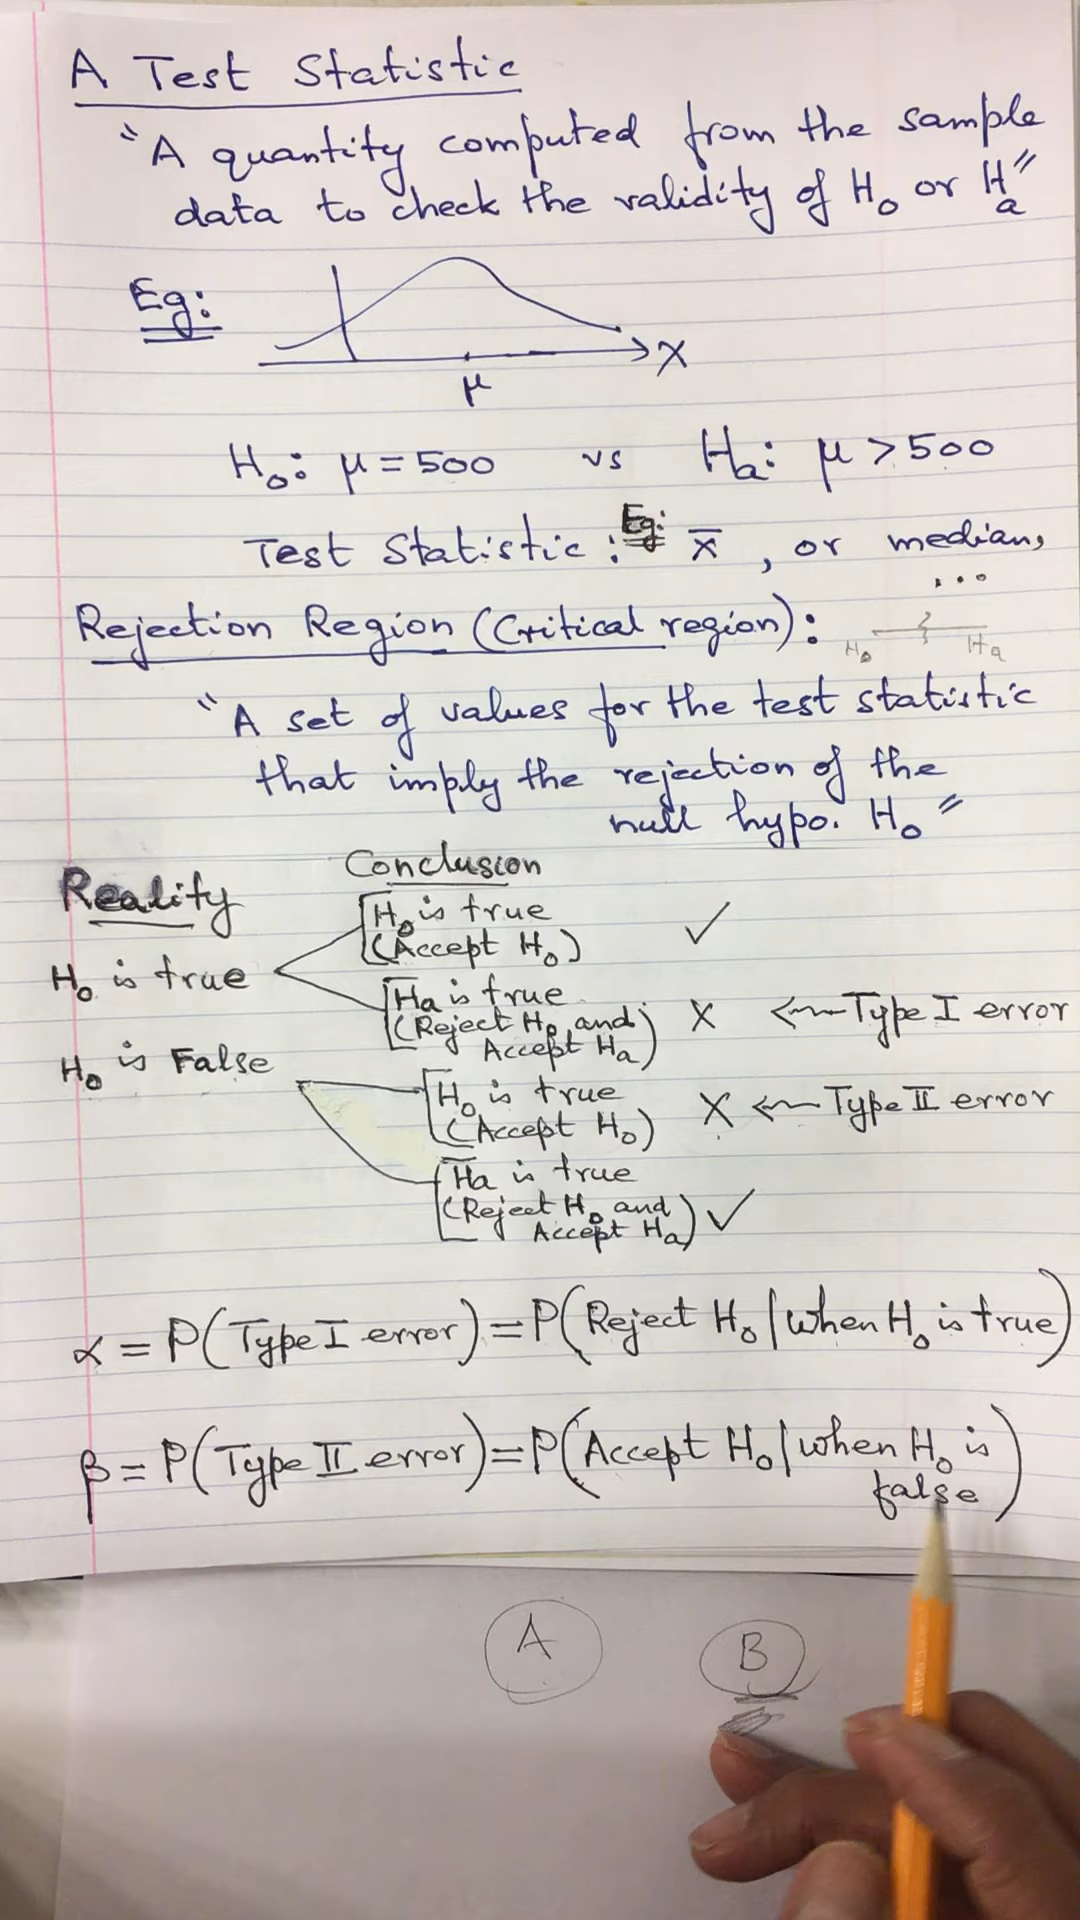 A Test Statistic
"A quantity computed from the sample
data to check the validity of H₀ or Hₐ"
Eg:
X
μ
H₀: μ = 500 vs Hₐ: μ > 500
Test Statistic: Eg: x̄, or median,
...
Rejection Region (Critical region):
H₀ Hₐ
"A set of values for the test statistic
that imply the rejection of the
null hypo. H₀"
Conclusion
Reality
H₀ is true
(Accept H₀) ✓
H₀ is true
Hₐ is true
(Reject H₀ and X ← Type I error
Accept Hₐ)
H₀ is False
H₀ is true
(Accept H₀) X ← Type II error
Hₐ is true
(Reject H₀ and
Accept Hₐ) ✓
α = P(Type I error) = P(Reject H₀ | when H₀ is true)
β = P(Type II error) = P(Accept H₀ | when H₀ is
false)
A B